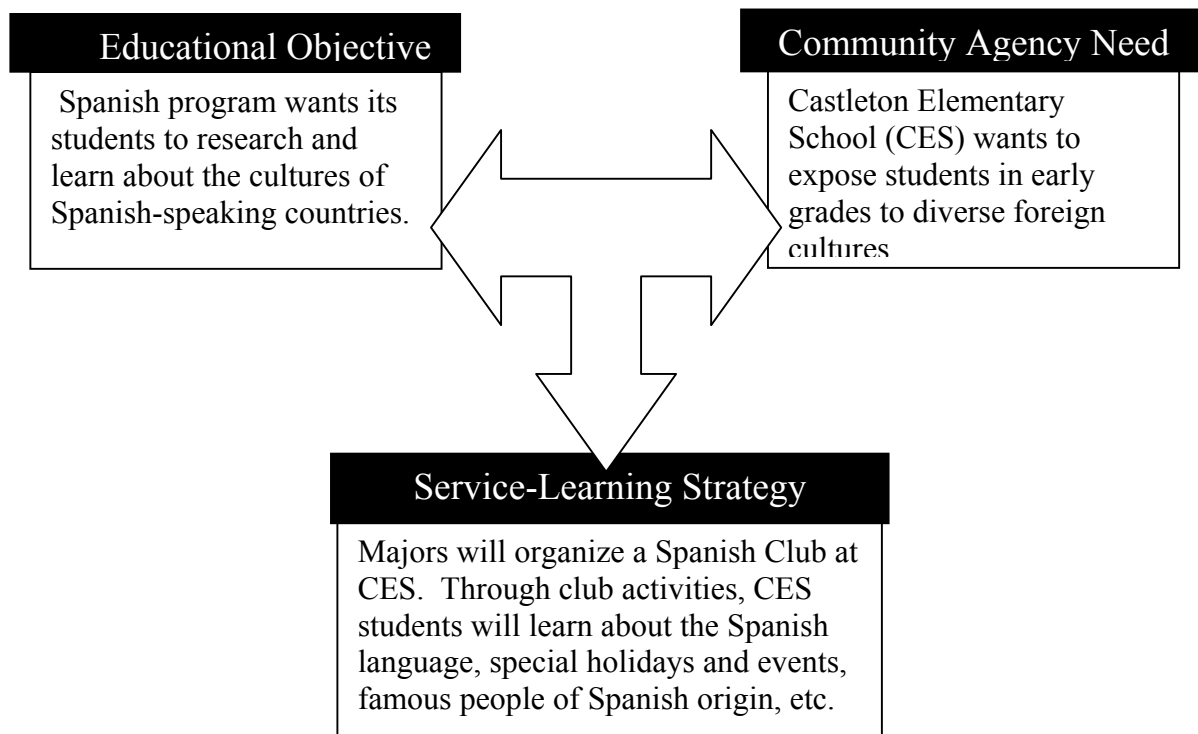 Educational Objective
Spanish program wants its
students to research and
learn about the cultures of
Spanish-speaking countries.
Community Agency Need
Castleton Elementary
School (CES) wants to
expose students in early
grades to diverse foreign
cultures
Service-Learning Strategy
Majors will organize a Spanish Club at
CES.  Through club activities, CES
students will learn about the Spanish
language, special holidays and events,
famous people of Spanish origin, etc.